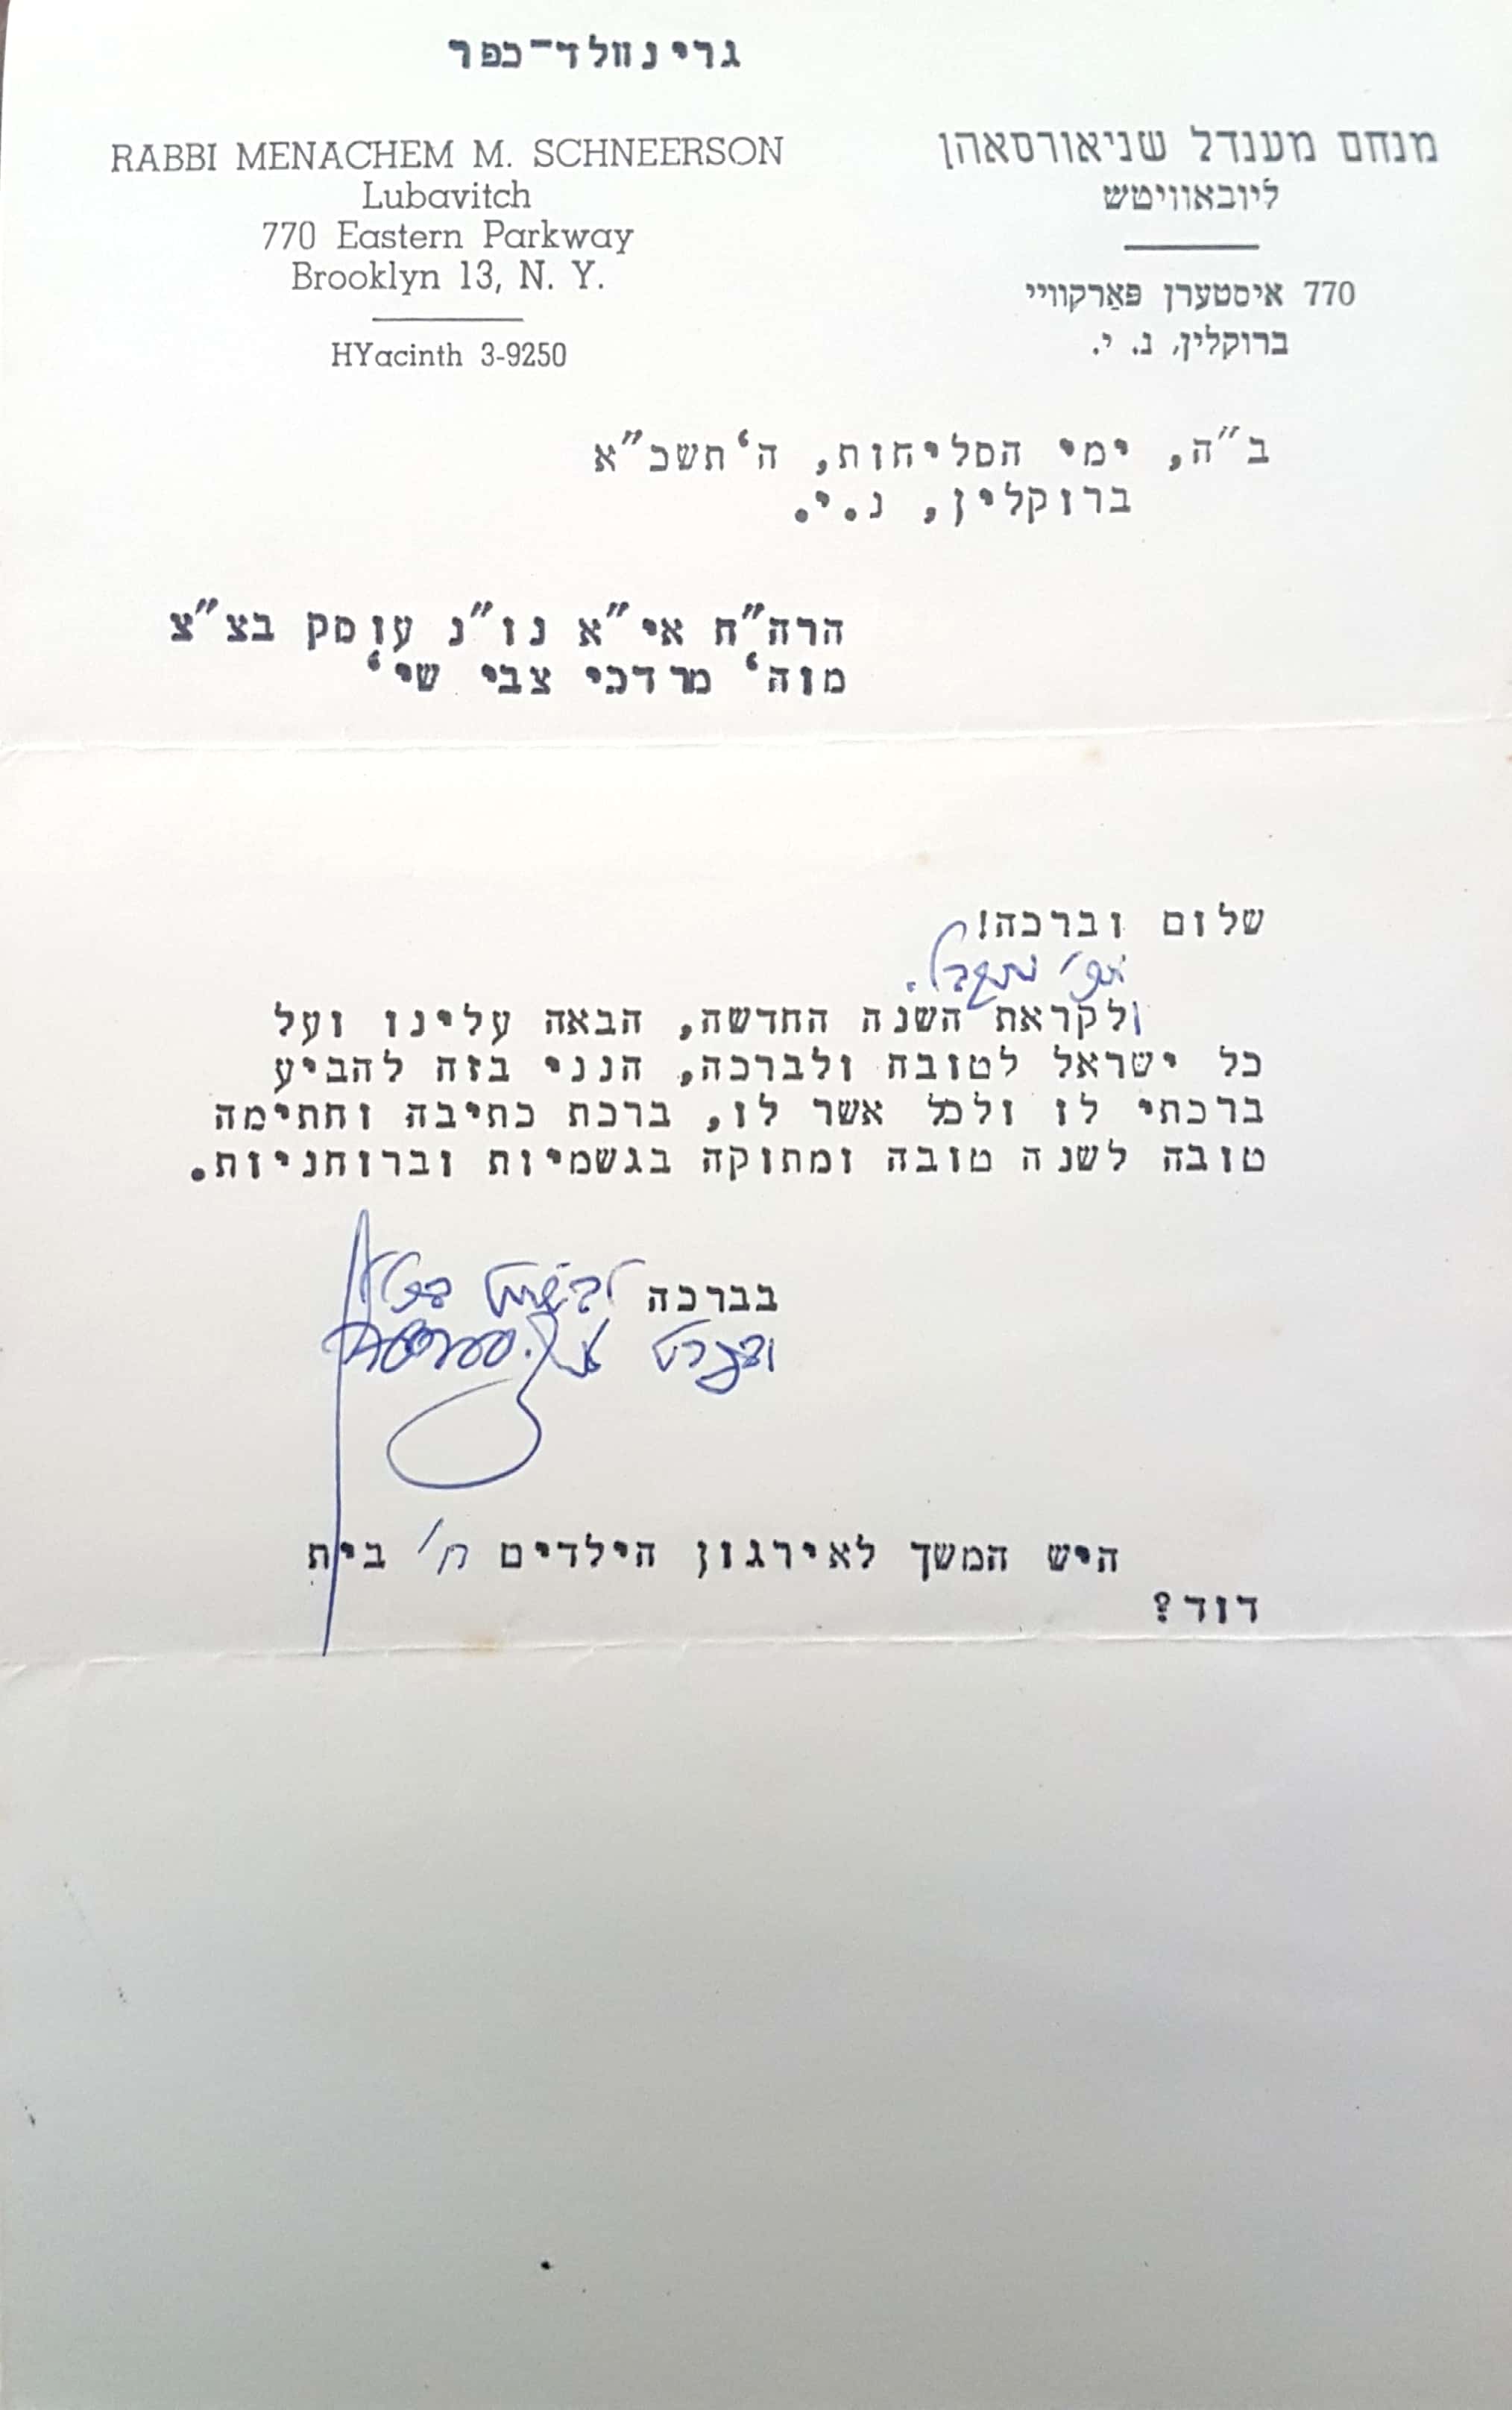 גרינוולד-כפר
RABBI MENACHEM M. SCHNEERSON
Lubavitch
770 Eastern Parkway
Brooklyn 13, N. Y.
HYacinth 3-9250
מנחם מענדל שניאורסאהן
ליובאוויטש
770 איסטערן פּאַרקוויי
ברוקלין, נ. י.
ב"ה, ימי הסליחות, ה'תשכ"א
ברוקלין, נ.י.
הרה"ח אי"א נו"נ עוסק בצ"צ
מוה' מרדכי צבי שי'
שלום וברכה!
ולקראת השנה החדשה, הבאה עלינו ועל
כל ישראל לטובה ולברכה, הנני בזה להביע
ברכתי לו ולכל אשר לו, ברכת כתיבה וחתימה
טובה לשנה טובה ומתוקה בגשמיות וברוחניות.
בברכה
היש המשך לאירגון הילדים ח' בית
דוד?